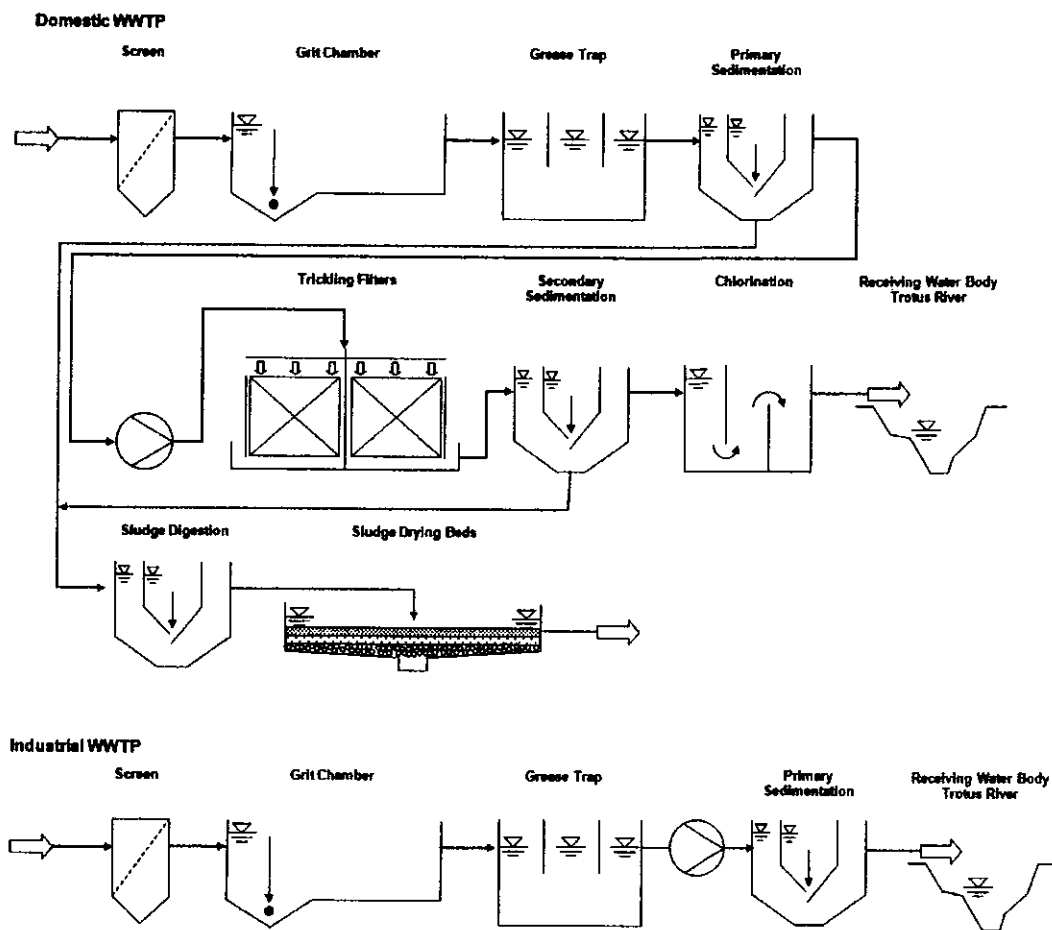 Domestic WWTP
Screen
Grit Chamber
Grease Trap
Primary
Sedimentation
Trickling Filters
Secondary
Sedimentation
Chlorination
Receiving Water Body
Trotus River
Sludge Digestion
Sludge Drying Beds
Industrial WWTP
Screen
Grit Chamber
Grease Trap
Primary
Sedimentation
Receiving Water Body
Trotus River